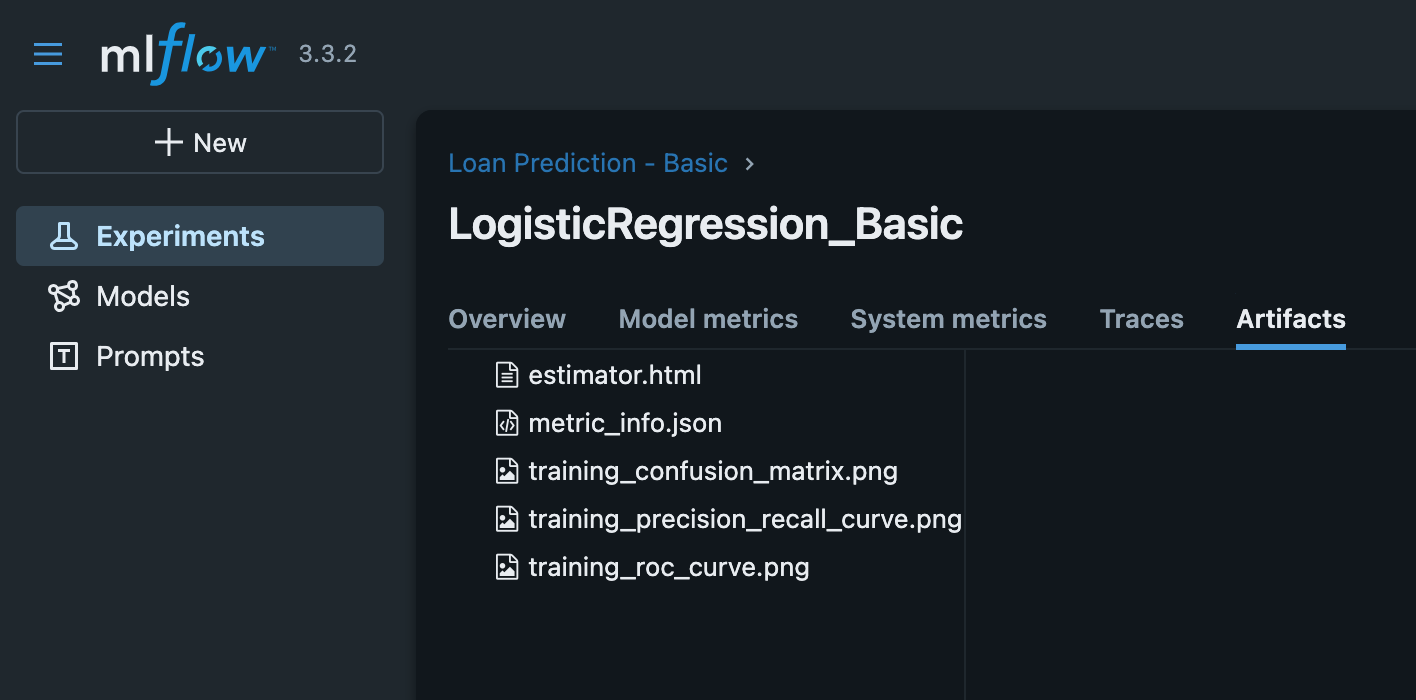 mlflow™ 3.3.2
New
Experiments
Models
Prompts
Loan Prediction - Basic
LogisticRegression_Basic
Overview Model metrics System metrics Traces Artifacts
estimator.html
metric_info.json
training_confusion_matrix.png
training_precision_recall_curve.png
training_roc_curve.png